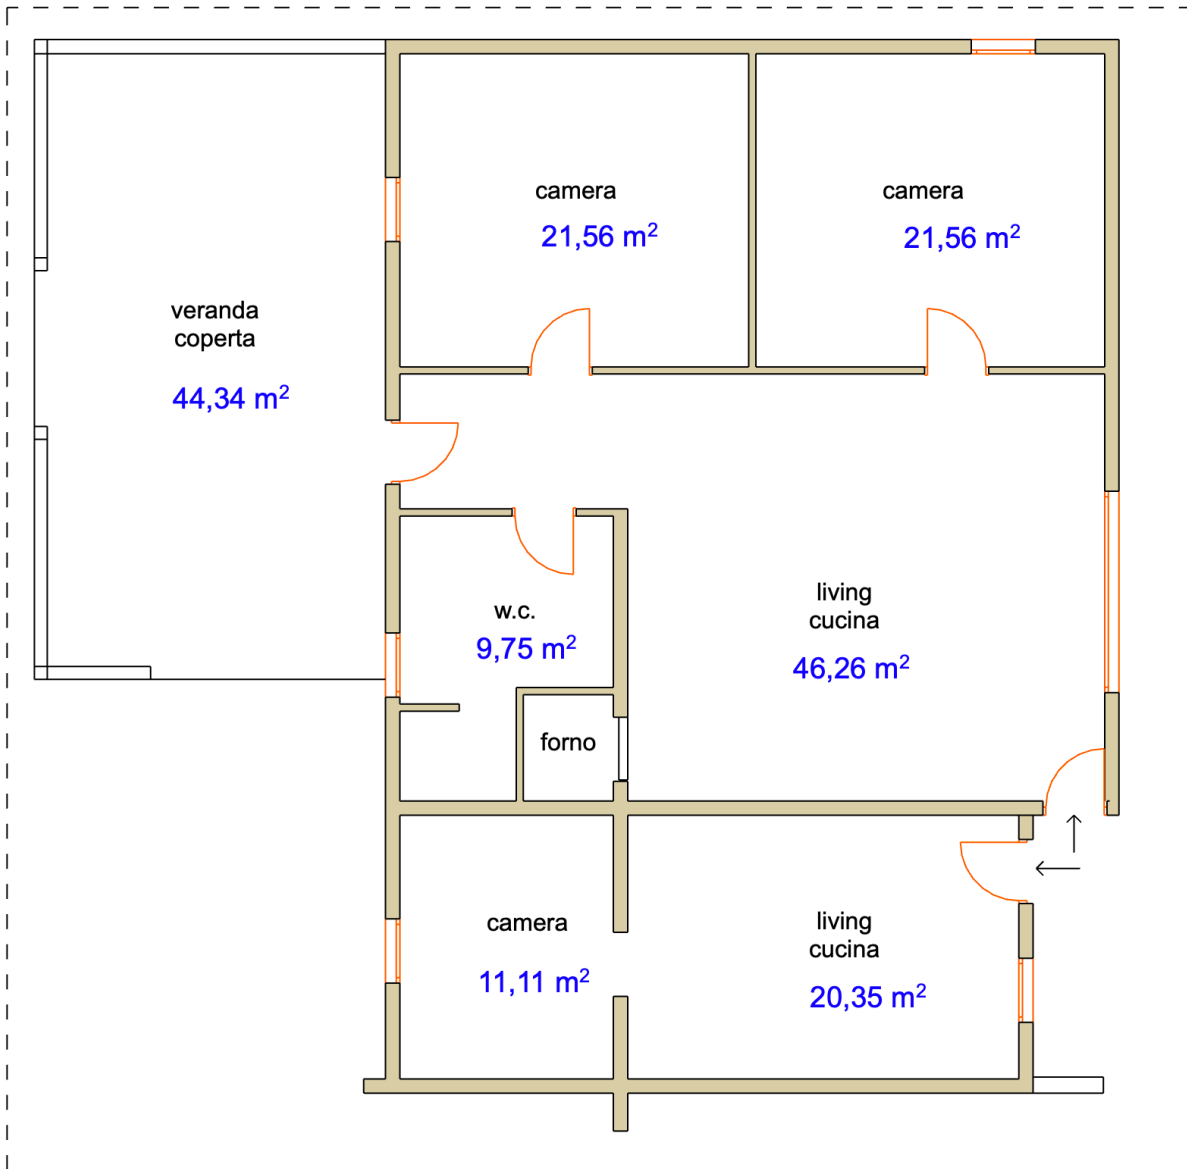 camera
21,56 m²
camera
21,56 m²
veranda
coperta
44,34 m²
w.c.
9,75 m²
living
cucina
46,26 m²
forno
camera
11,11 m²
living
cucina
20,35 m²